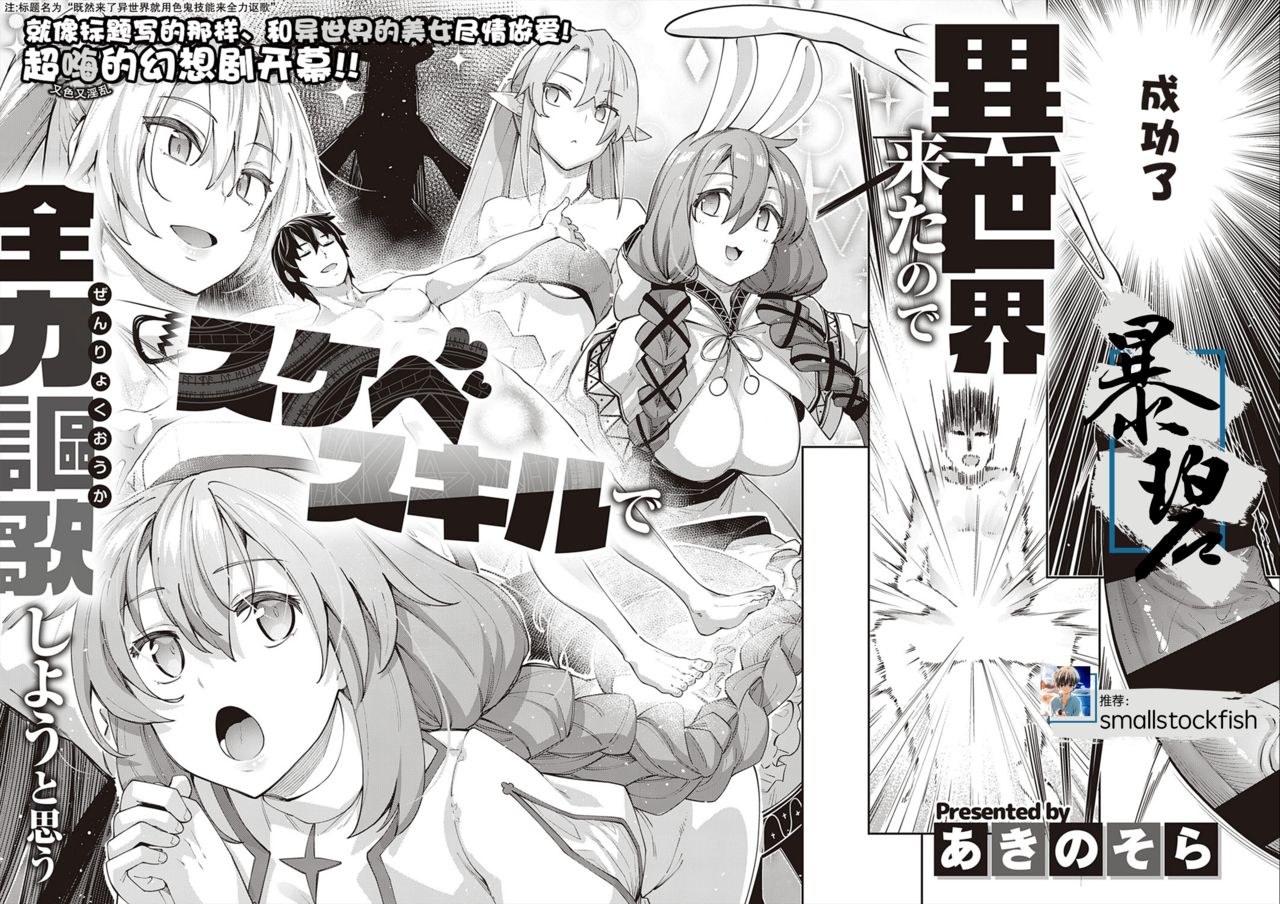 注:标题名为“既然来了异世界就用色鬼技能来全力讴歌”
就像标题写的那样、和异世界的美女尽情做爱!
超嗨的幻想剧开幕!!
又色又淫乱
成功了
異世界
来たので
スケベ
スキルで
全力謳歌
ぜんりょくおうか
しようと思う
暴碧
推荐:
smallstockfish
Presented by
あきのそら